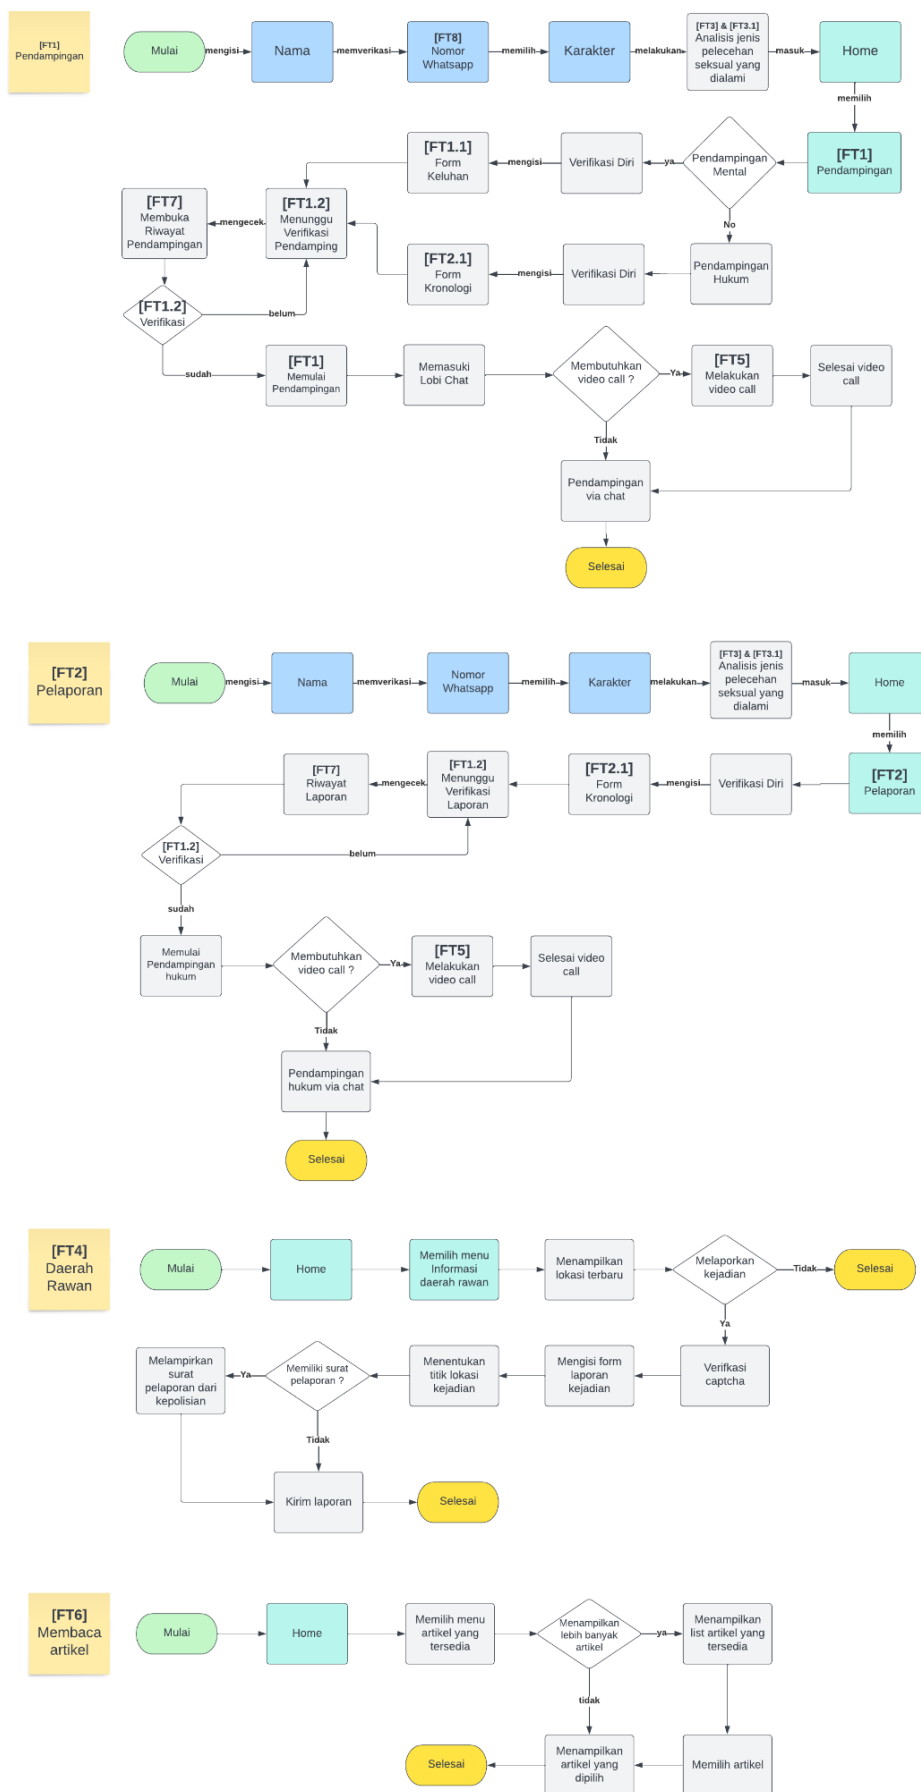 [FT1]
Pendampingan
Mulai
mengisi
Nama
memverikasi
[FT8]
Nomor
Whatsapp
memilih
Karakter
melakukan
[FT3] & [FT3.1]
Analisis jenis
pelecehan
seksual yang
dialami
masuk
Home
memilih
[FT1]
Pendampingan
Pendampingan
Mental
ya
Verifikasi Diri
mengisi
[FT1.1]
Form
Keluhan
No
Pendampingan
Hukum
Verifikasi Diri
mengisi
[FT2.1]
Form
Kronologi
[FT1.2]
Menunggu
Verifikasi
Pendamping
mengecek
[FT7]
Membuka
Riwayat
Pendampingan
[FT1.2]
Verifikasi
belum
sudah
[FT1]
Memulai
Pendampingan
Memasuki
Lobi Chat
Membutuhkan
video call ?
Ya
[FT5]
Melakukan
video call
Selesai video
call
Tidak
Pendampingan
via chat
Selesai
[FT2]
Pelaporan
Mulai
mengisi
Nama
memverikasi
Nomor
Whatsapp
memilih
Karakter
melakukan
[FT3] & [FT3.1]
Analisis jenis
pelecehan
seksual yang
dialami
masuk
Home
memilih
[FT2]
Pelaporan
Verifikasi Diri
mengisi
[FT2.1]
Form
Kronologi
[FT1.2]
Menunggu
Verifikasi
Laporan
mengecek
[FT7]
Riwayat
Laporan
[FT1.2]
Verifikasi
belum
sudah
Memulai
Pendampingan
hukum
Membutuhkan
video call ?
Ya
[FT5]
Melakukan
video call
Selesai video
call
Tidak
Pendampingan
hukum via chat
Selesai
[FT4]
Daerah
Rawan
Mulai
Home
Memilih menu
Informasi
daerah rawan
Menampilkan
lokasi terbaru
Melaporkan
kejadian
Tidak
Selesai
Ya
Verifkasi
captcha
Mengisi form
laporan
kejadian
Menentukan
titik lokasi
kejadian
Memiliki surat
pelaporan ?
Ya
Melampirkan
surat
pelaporan dari
kepolisian
Tidak
Kirim laporan
Selesai
[FT6]
Membaca
artikel
Mulai
Home
Memilih menu
artikel yang
tersedia
Menampilkan
lebih banyak
artikel
ya
Menampilkan
list artikel yang
tersedia
tidak
Memilih artikel
Menampilkan
artikel yang
dipilih
Selesai